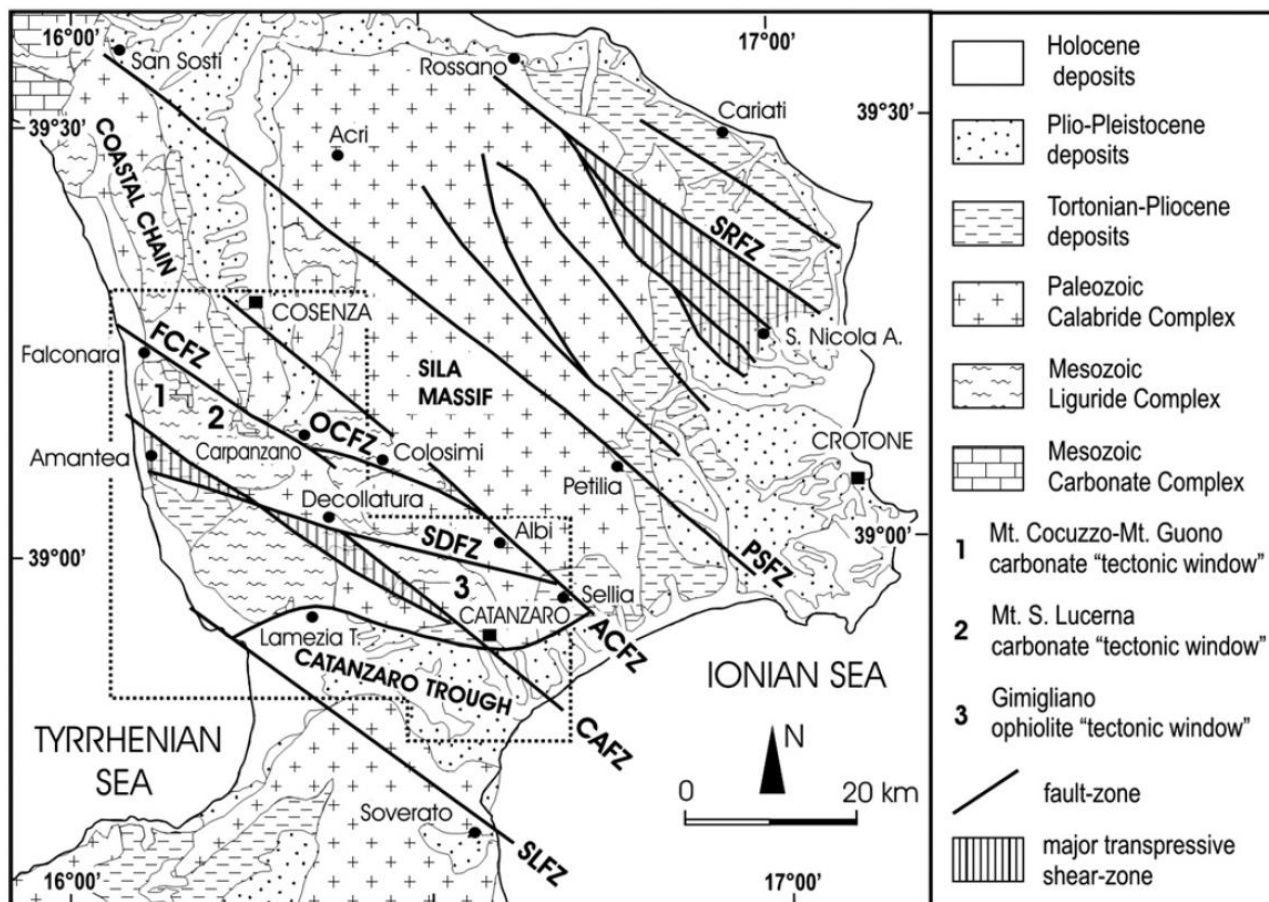 16°00'
17°00'
San Sosti
Rossano
Cariati
39°30'
39°30'
Acri
COASTAL CHAIN
SRFZ
COSENZA
S. Nicola A.
FCFZ
Falconara
SILA
MASSIF
1
2
OCFZ
Carpanzano
Colosimi
CROTONE
Amantea
Petilia
Decollatura
Albi
39°00'
SDFZ
39°00'
PSFZ
3
Sellia
CATANZARO
Lamezia T.
ACFZ
CATANZARO TROUGH
IONIAN SEA
TYRRHENIAN
SEA
CAFZ
N
0 20 km
Soverato
SLFZ
16°00'
17°00'
Holocene
deposits
Plio-Pleistocene
deposits
Tortonian-Pliocene
deposits
Paleozoic
Calabride Complex
Mesozoic
Liguride Complex
Mesozoic
Carbonate Complex
1 Mt. Cocuzzo-Mt. Guono
carbonate “tectonic window”
2 Mt. S. Lucerna
carbonate “tectonic window”
3 Gimigliano
ophiolite “tectonic window”
fault-zone
major transpressive
shear-zone